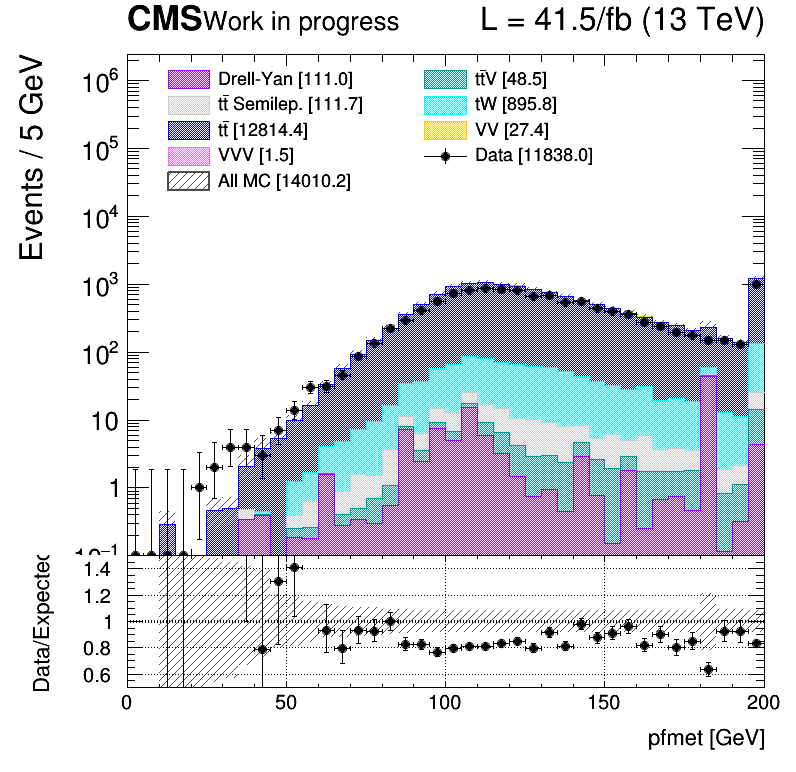 CMS Work in progress L = 41.5/fb (13 TeV)
Events / 5 GeV
10⁶
10⁵
10⁴
10³
10²
10
1
10⁻¹
Drell-Yan [111.0]
tt̄ Semilep. [111.7]
tt̄ [12814.4]
VVV [1.5]
All MC [14010.2]
tt̄V [48.5]
tW [895.8]
VV [27.4]
Data [11838.0]
Data/Expected
1.4
1.2
1
0.8
0.6
0 50 100 150 200
pfmet [GeV]